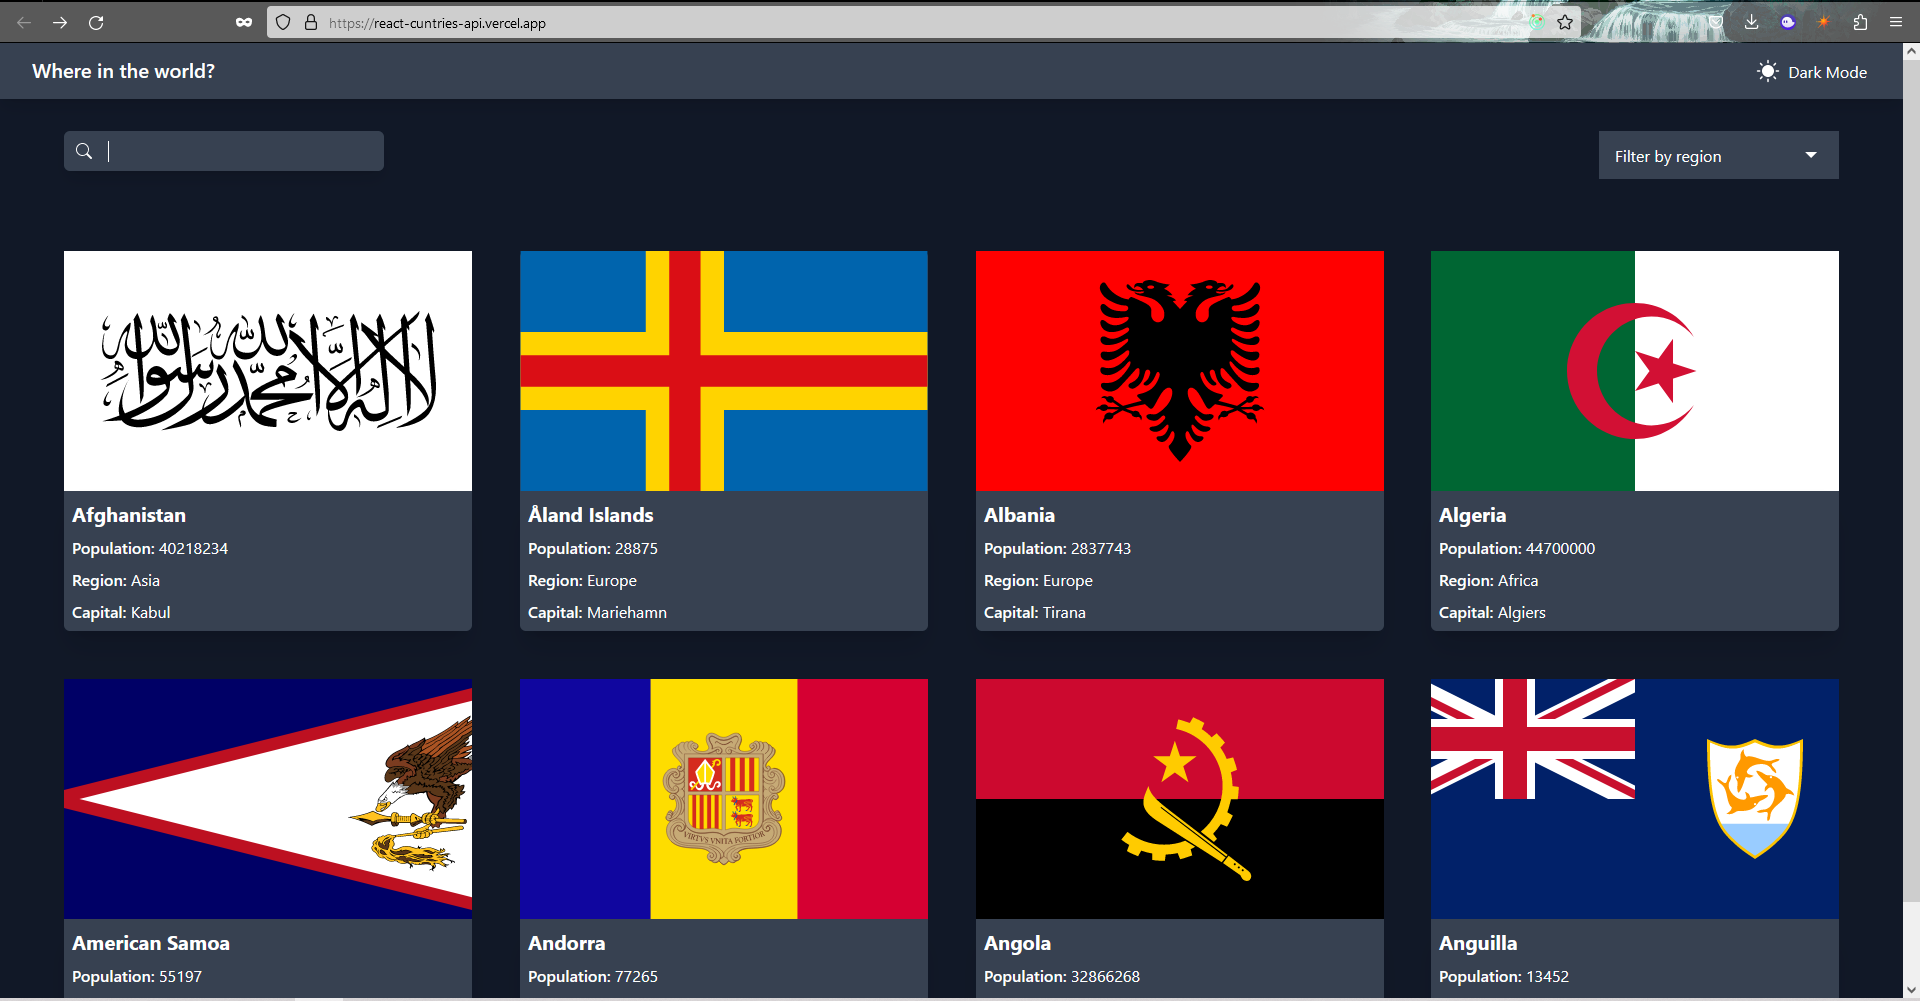 https://react-cuntries-api.vercel.app
Where in the world?
Dark Mode
Filter by region
لا إله إلا الله محمد رسول الله
Afghanistan
Population: 40218234
Region: Asia
Capital: Kabul
Åland Islands
Population: 28875
Region: Europe
Capital: Mariehamn
Albania
Population: 2837743
Region: Europe
Capital: Tirana
Algeria
Population: 44700000
Region: Africa
Capital: Algiers
VIRTVS VNITA FORTIOR
American Samoa
Population: 55197
Andorra
Population: 77265
Angola
Population: 32866268
Anguilla
Population: 13452